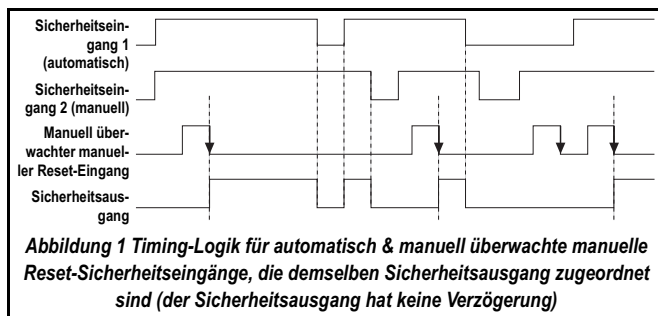 Sicherheitsein-
gang 1
(automatisch)
Sicherheitsein-
gang 2 (manuell)
Manuell über-
wachter manuel-
ler Reset-Eingang
Sicherheitsaus-
gang
Abbildung 1 Timing-Logik für automatisch & manuell überwachte manuelle
Reset-Sicherheitseingänge, die demselben Sicherheitsausgang zugeordnet
sind (der Sicherheitsausgang hat keine Verzögerung)